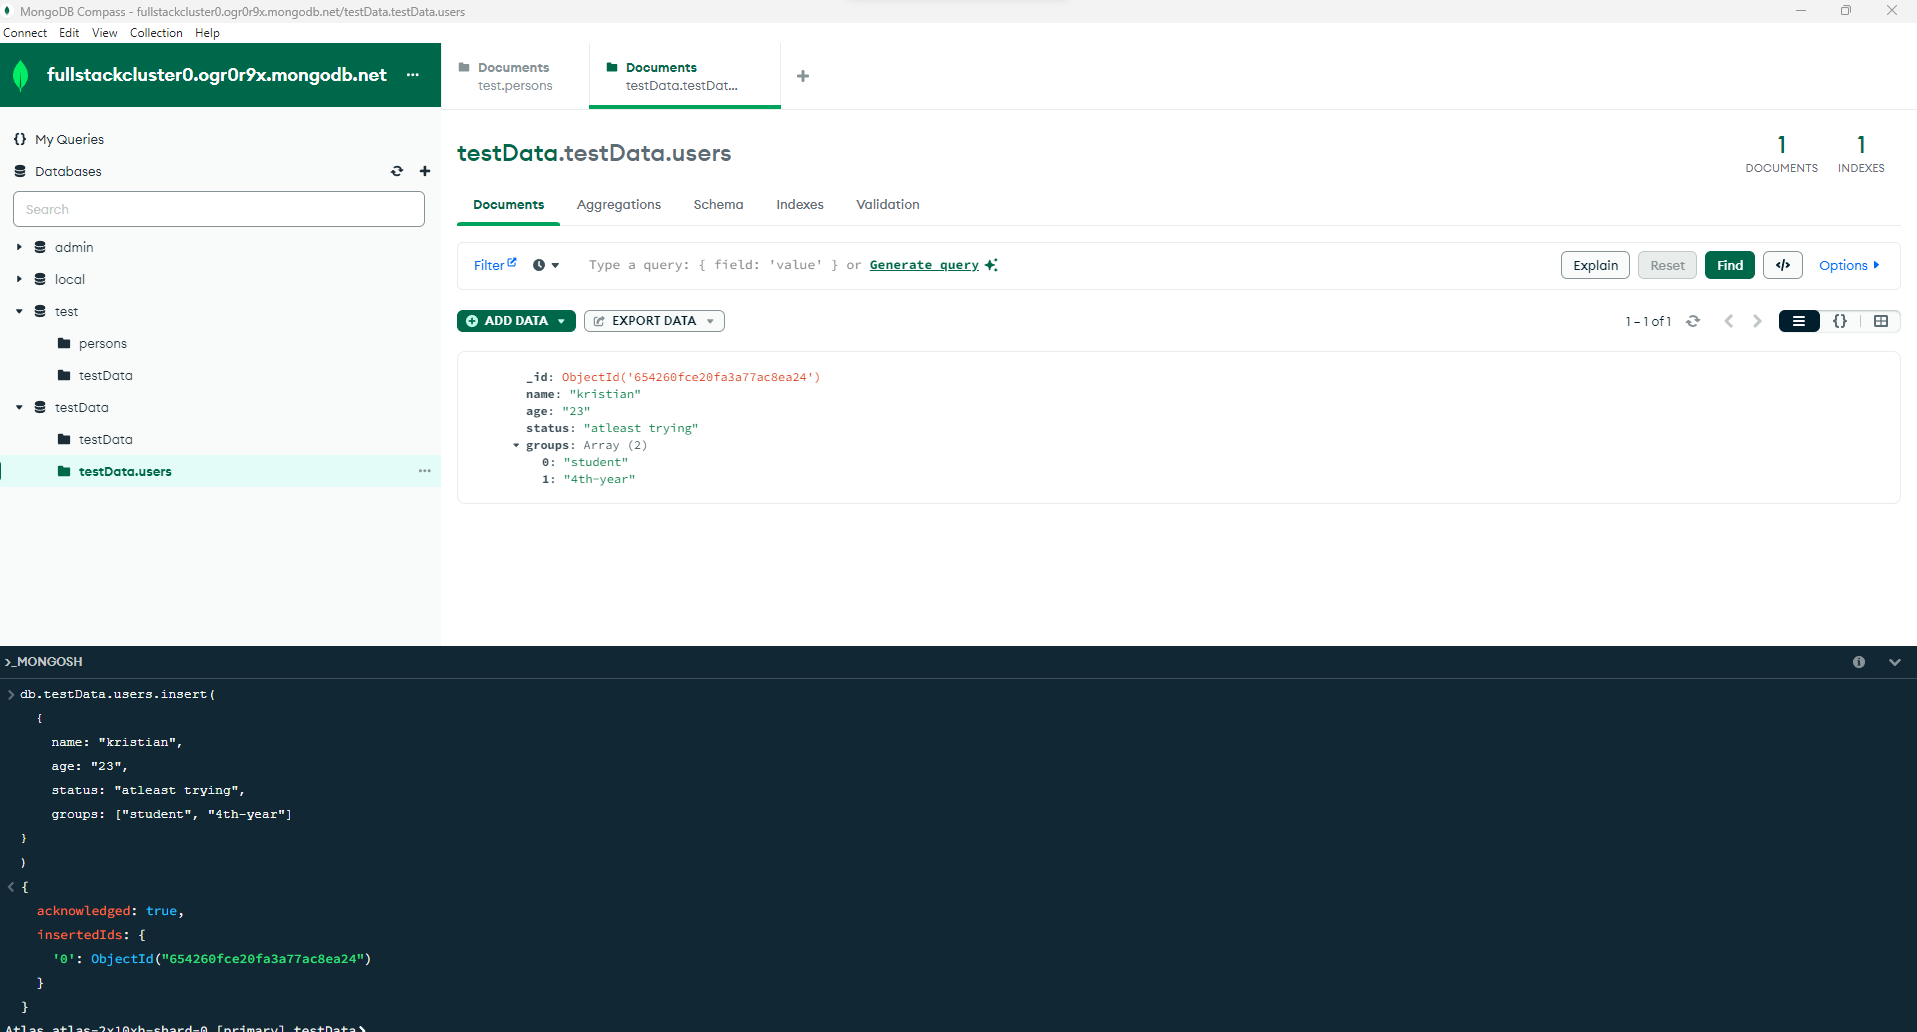 MongoDB Compass - fullstackcluster0.ogr0r9x.mongodb.net/testData.testData.users
Connect Edit View Collection Help
fullstackcluster0.ogr0r9x.mongodb.net ...
Documents
test.persons
Documents
testData.testDat...
{} My Queries
Databases
Search
admin
local
test
persons
testData
testData
testData
testData.users ...
testData.testData.users
1
DOCUMENTS
1
INDEXES
Documents Aggregations Schema Indexes Validation
Filter Type a query: { field: 'value' } or Generate query Explain Reset Find </> Options
ADD DATA EXPORT DATA 1 – 1 of 1 {}
_id: ObjectId('654260fce20fa3a77ac8ea24')
name: "kristian"
age: "23"
status: "atleast trying"
groups: Array (2)
0: "student"
1: "4th-year"
>_MONGOSH
> db.testData.users.insert(
{
name: "kristian",
age: "23",
status: "atleast trying",
groups: ["student", "4th-year"]
}
)
< {
acknowledged: true,
insertedIds: {
'0': ObjectId("654260fce20fa3a77ac8ea24")
}
}
Atlas atlas-2x10xh-shard-0 [primary] testData>